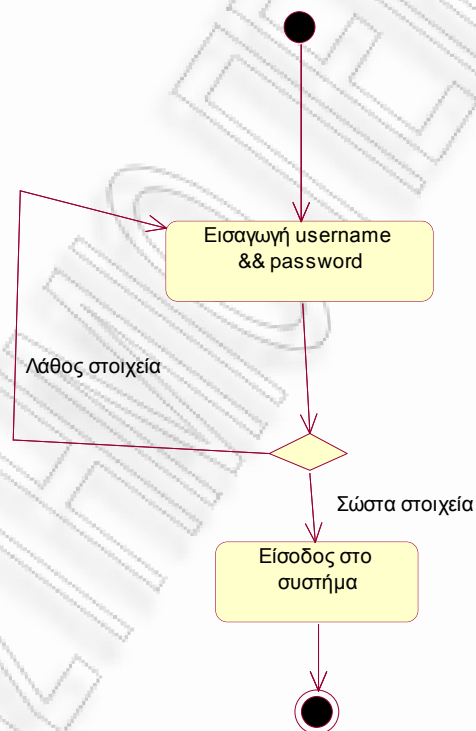 Εισαγωγή username
&& password
Λάθος στοιχεία
Σώστα στοιχεία
Είσοδος στο
συστήμα